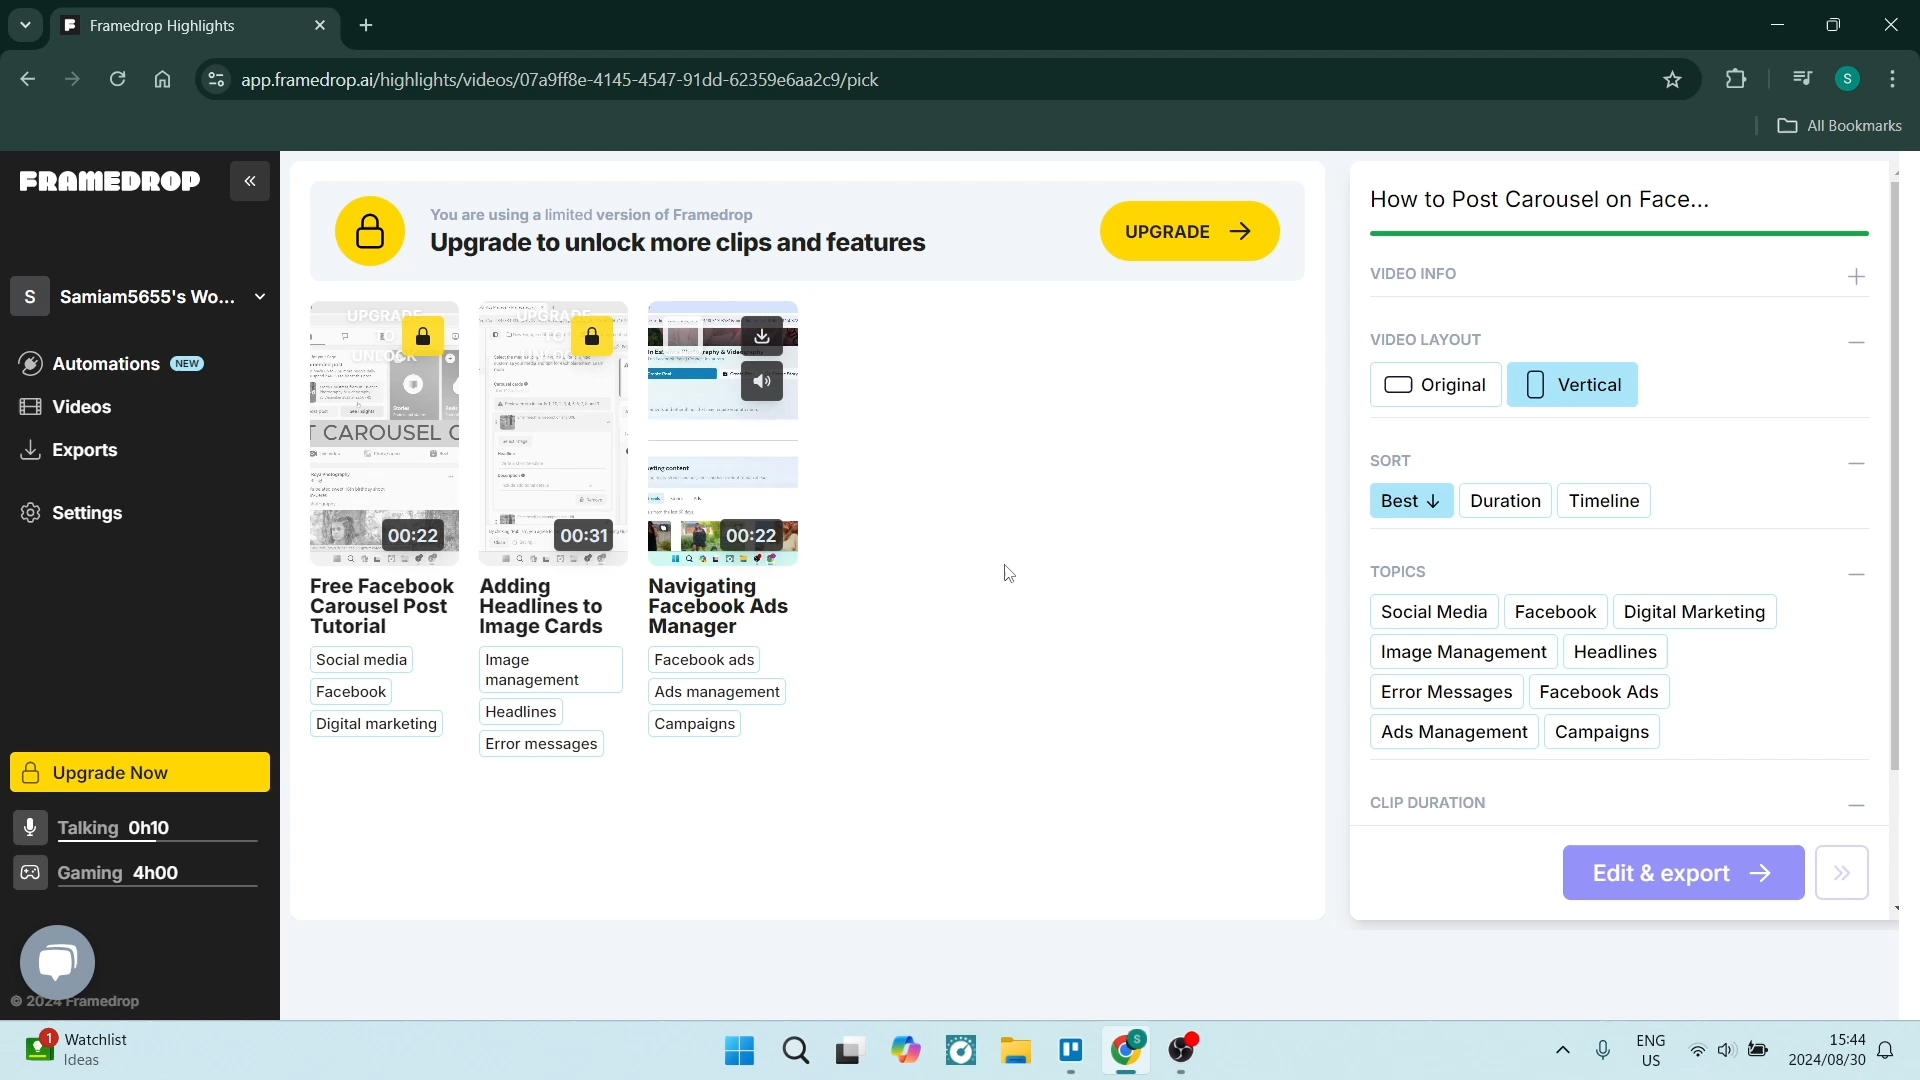 Framedrop Highlights
app.framedrop.ai/highlights/videos/07a9ff8e-4145-4547-91dd-62359e6aa2c9/pick
S
All Bookmarks
FRAMEDROP
S Samiam5655's Wo...
Automations NEW
Videos
Exports
Settings
Upgrade Now
Talking 0h10
Gaming 4h00
© 2024 Framedrop
You are using a limited version of Framedrop
Upgrade to unlock more clips and features
UPGRADE
UPGRADE
TO
UNLOCK
T CAROUSEL C
00:22
Free Facebook
Carousel Post
Tutorial
Social media
Facebook
Digital marketing
UPGRADE
TO
00:31
Adding
Headlines to
Image Cards
Image
management
Headlines
Error messages
00:22
Navigating
Facebook Ads
Manager
Facebook ads
Ads management
Campaigns
How to Post Carousel on Face...
VIDEO INFO
VIDEO LAYOUT
Original Vertical
SORT
Best Duration Timeline
TOPICS
Social Media Facebook Digital Marketing
Image Management Headlines
Error Messages Facebook Ads
Ads Management Campaigns
CLIP DURATION
Edit & export
1
Watchlist
Ideas
S
ENG
US
15:44
2024/08/30